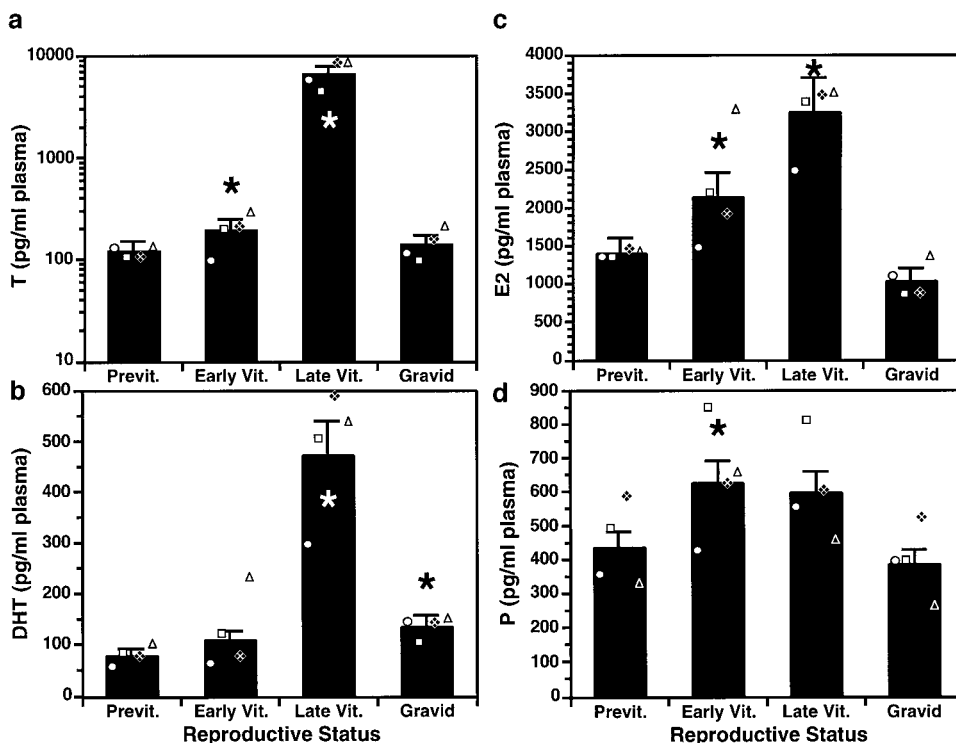 a
T (pg/ml plasma)
10000
1000
100
10
Previt. Early Vit. Late Vit. Gravid
b
DHT (pg/ml plasma)
600
500
400
300
200
100
0
Previt. Early Vit. Late Vit. Gravid
Reproductive Status
c
E2 (pg/ml plasma)
4000
3500
3000
2500
2000
1500
1000
500
0
Previt. Early Vit. Late Vit. Gravid
d
P (pg/ml plasma)
900
800
700
600
500
400
300
200
100
0
Previt. Early Vit. Late Vit. Gravid
Reproductive Status